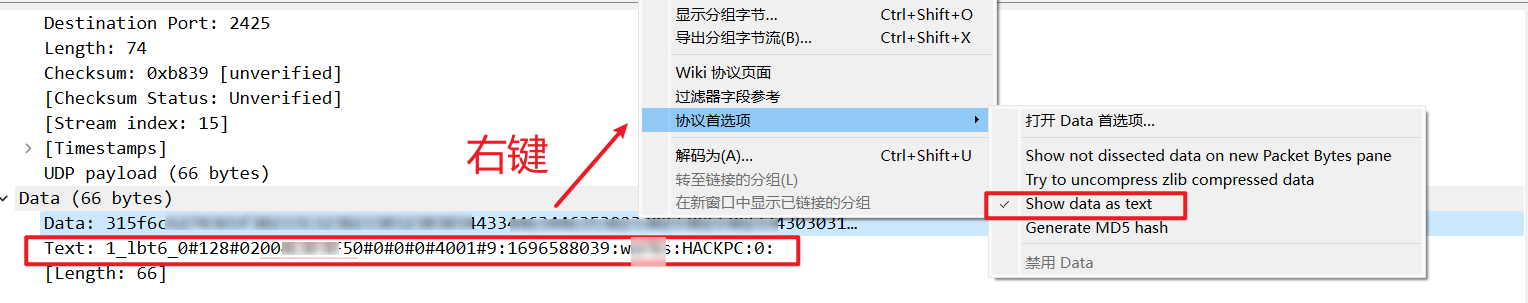 Destination Port: 2425
Length: 74
Checksum: 0xb839 [unverified]
[Checksum Status: Unverified]
[Stream index: 15]
[Timestamps]
UDP payload (66 bytes)
Data (66 bytes)
Data: 315f6c
Text: 1_lbt6_0#128#0200 50#0#0#0#4001#9:1696588039:w s:HACKPC:0:
[Length: 66]
右键
显示分组字节... Ctrl+Shift+O
导出分组字节流(B)... Ctrl+Shift+X
Wiki 协议页面
过滤器字段参考
协议首选项
解码为(A)... Ctrl+Shift+U
转至链接的分组(L)
在新窗口中显示已链接的分组
打开 Data 首选项...
Show not dissected data on new Packet Bytes pane
Try to uncompress zlib compressed data
✓ Show data as text
Generate MD5 hash
禁用 Data